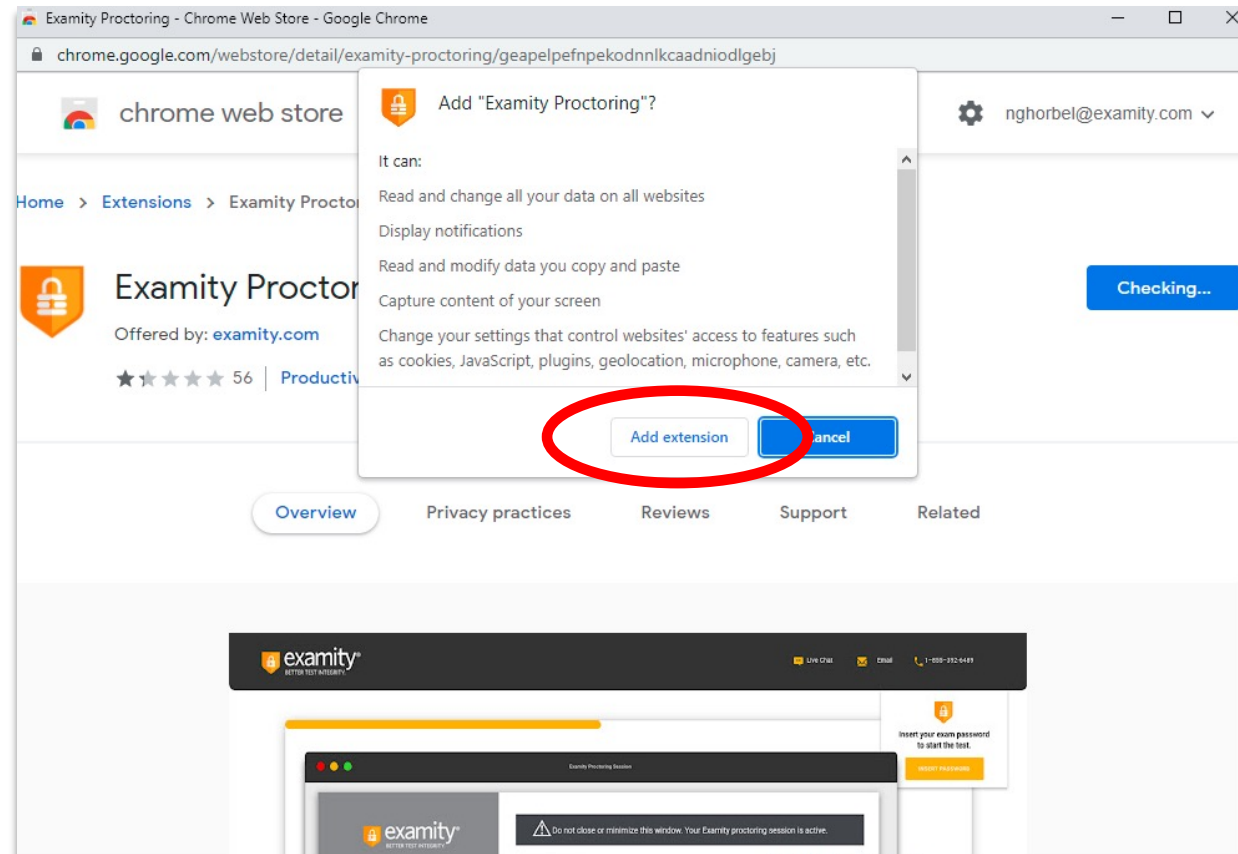 Examity Proctoring - Chrome Web Store - Google Chrome
chrome.google.com/webstore/detail/examity-proctoring/geapelpefnpekodnnlkcaadniodlgebj
chrome web store
nghorbel@examity.com
Add "Examity Proctoring"?
It can:
Read and change all your data on all websites
Display notifications
Read and modify data you copy and paste
Capture content of your screen
Change your settings that control websites' access to features such
as cookies, JavaScript, plugins, geolocation, microphone, camera, etc.
Add extension
Cancel
Home > Extensions > Examity Procto
Examity Proctor
Checking...
Offered by: examity.com
56 Productiv
Overview Privacy practices Reviews Support Related
examity
BETTER TEST INTEGRITY
Live Chat Email 1-855-392-6489
Insert your exam password
to start the test.
INSERT PASSWORD
Examity Proctoring Session
examity
BETTER TEST INTEGRITY
Do not close or minimize this window. Your Examity proctoring session is active.